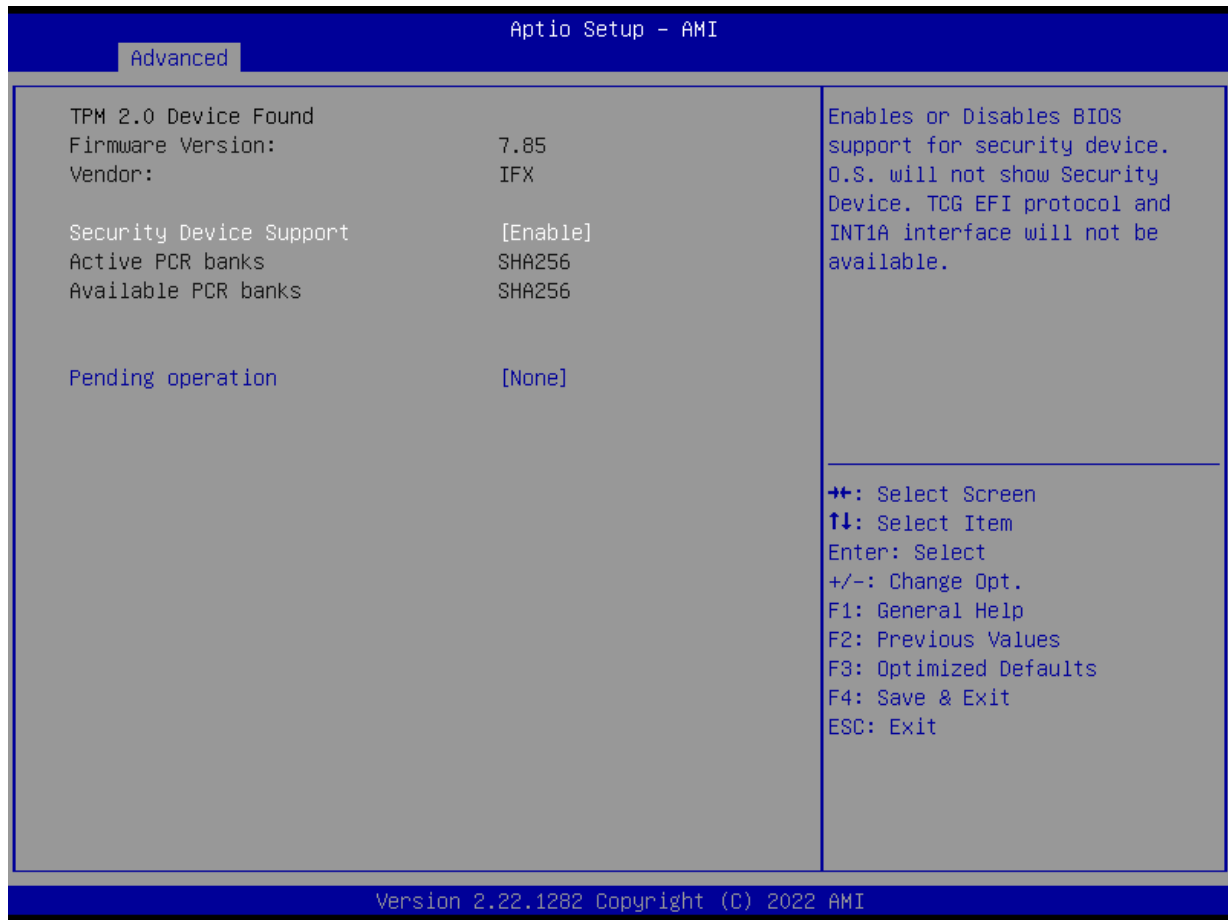 Aptio Setup – AMI
Advanced
TPM 2.0 Device Found
Firmware Version: 7.85
Vendor: IFX
Security Device Support [Enable]
Active PCR banks SHA256
Available PCR banks SHA256
Pending operation [None]
Enables or Disables BIOS
support for security device.
O.S. will not show Security
Device. TCG EFI protocol and
INT1A interface will not be
available.
→←: Select Screen
↑↓: Select Item
Enter: Select
+/-: Change Opt.
F1: General Help
F2: Previous Values
F3: Optimized Defaults
F4: Save & Exit
ESC: Exit
Version 2.22.1282 Copyright (C) 2022 AMI